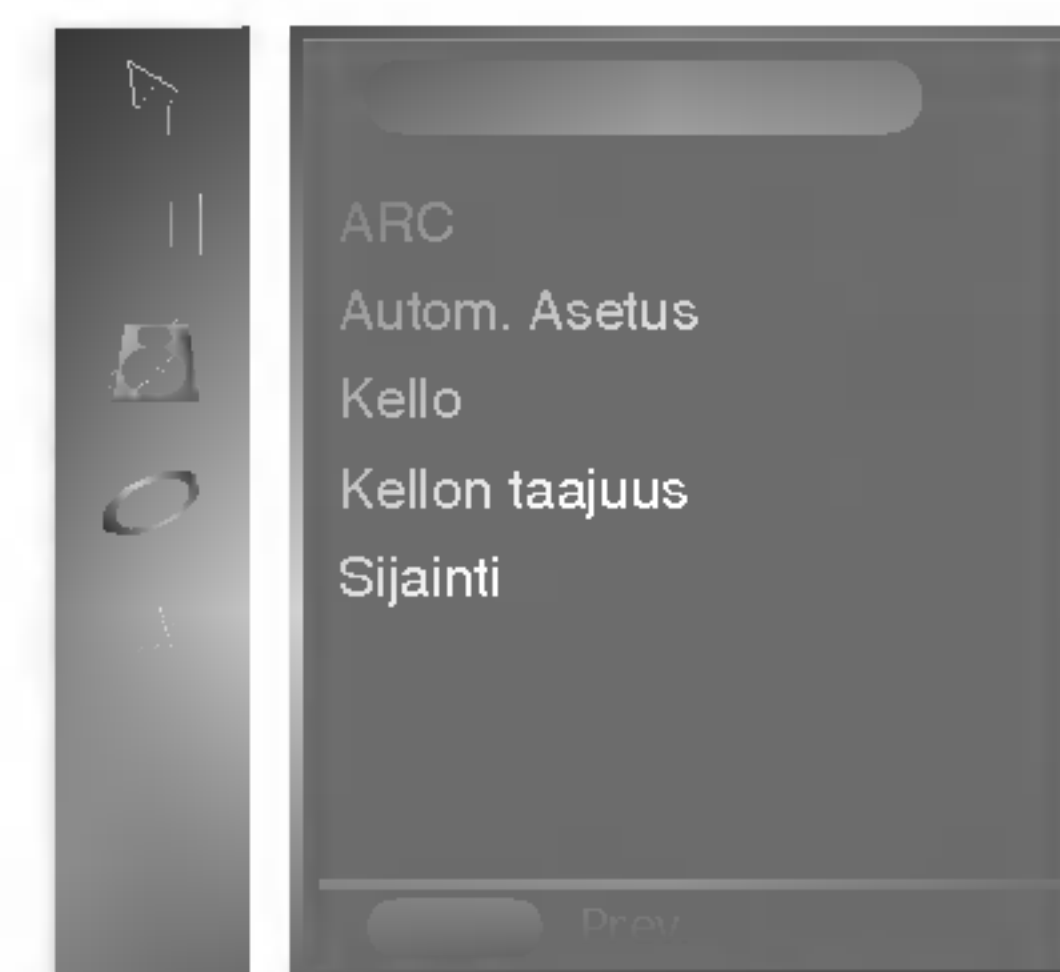 ARC
Autom. Asetus
Kello
Kellon taajuus
Sijainti
Prev.